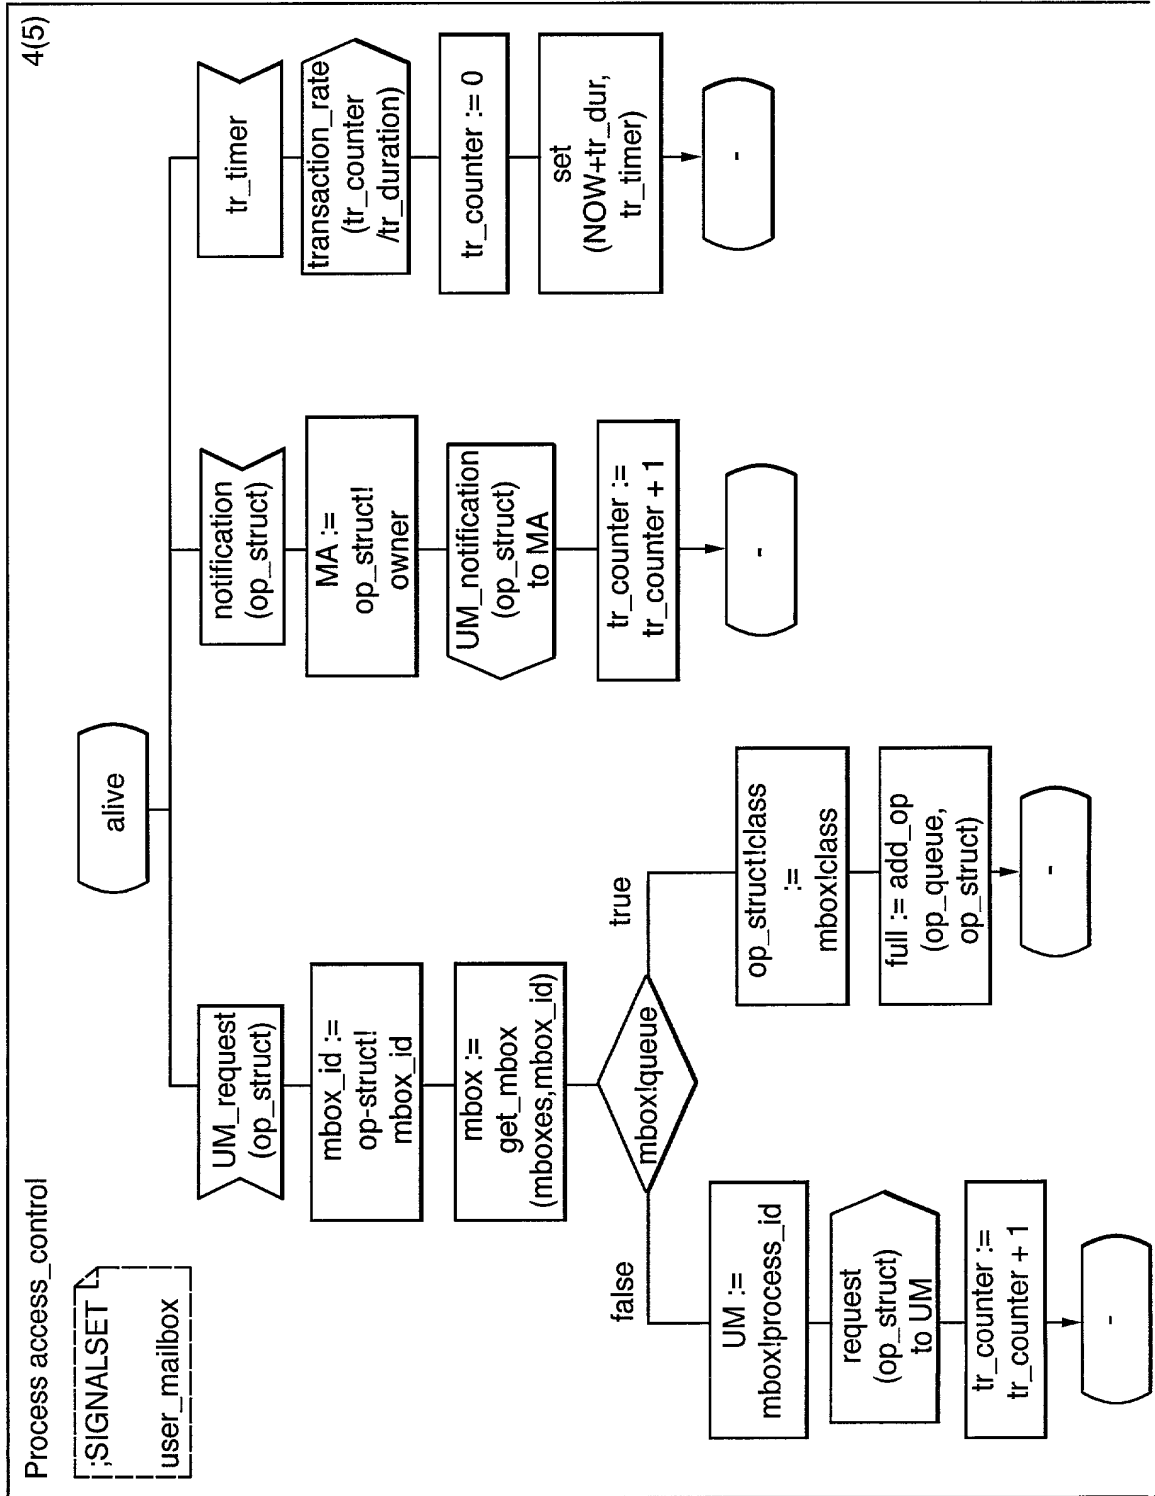 Process access_control
4(5)
;SIGNALSET
user_mailbox
alive
UM_request
(op_struct)
mbox_id :=
op-struct!
mbox_id
mbox :=
get_mbox
(mboxes,mbox_id)
mbox!queue
false
UM :=
mbox!process_id
request
(op_struct)
to UM
tr_counter :=
tr_counter + 1
-
true
op_struct!class
:=
mbox!class
full := add_op
(op_queue,
op_struct)
-
notification
(op_struct)
MA :=
op_struct!
owner
UM_notification
(op_struct)
to MA
tr_counter :=
tr_counter + 1
-
tr_timer
transaction_rate
(tr_counter
/tr_duration)
tr_counter := 0
set
(NOW+tr_dur,
tr_timer)
-